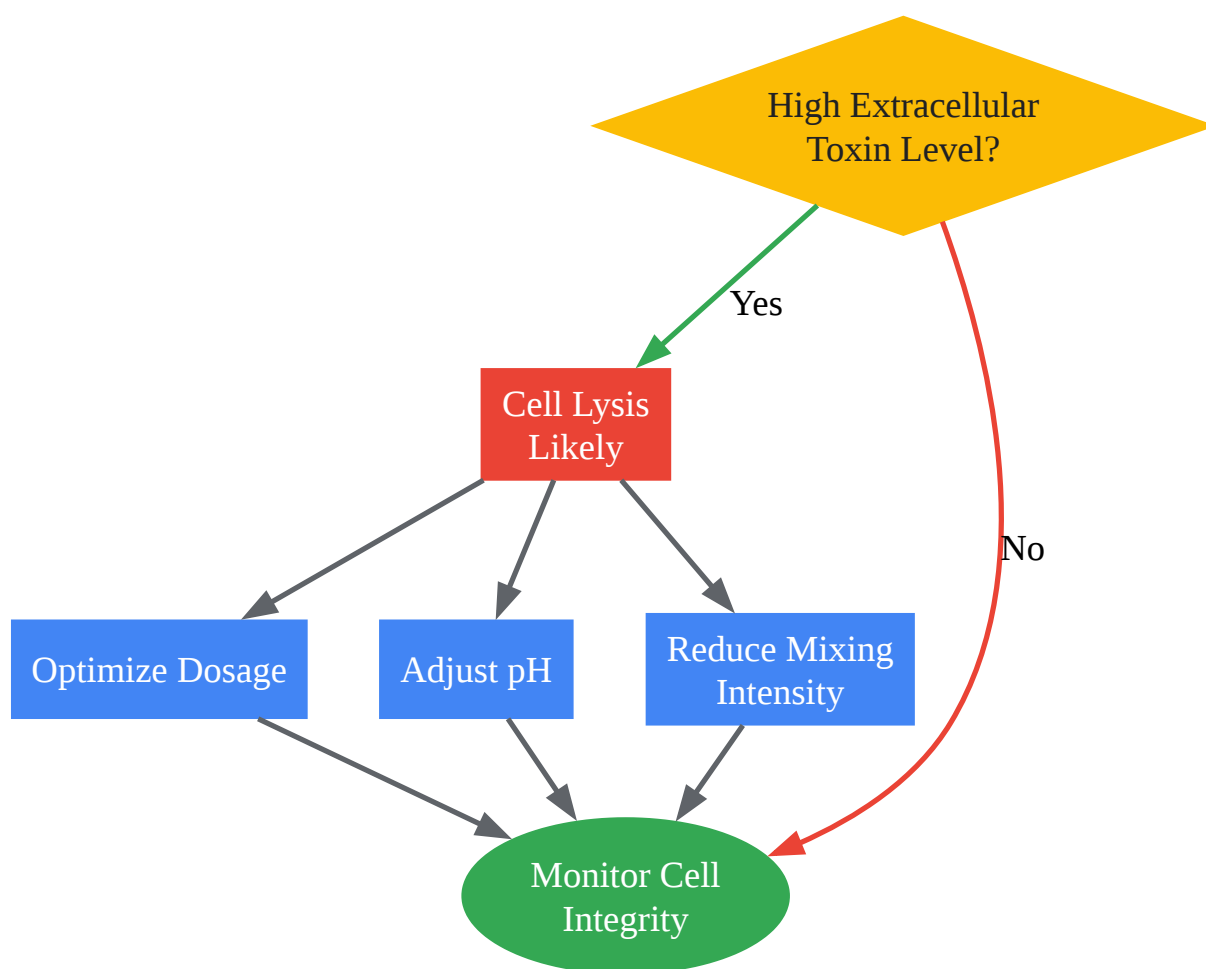 High Extracellular
Toxin Level?
Yes
Cell Lysis
Likely
No
Optimize Dosage
Adjust pH
Reduce Mixing
Intensity
Monitor Cell
Integrity